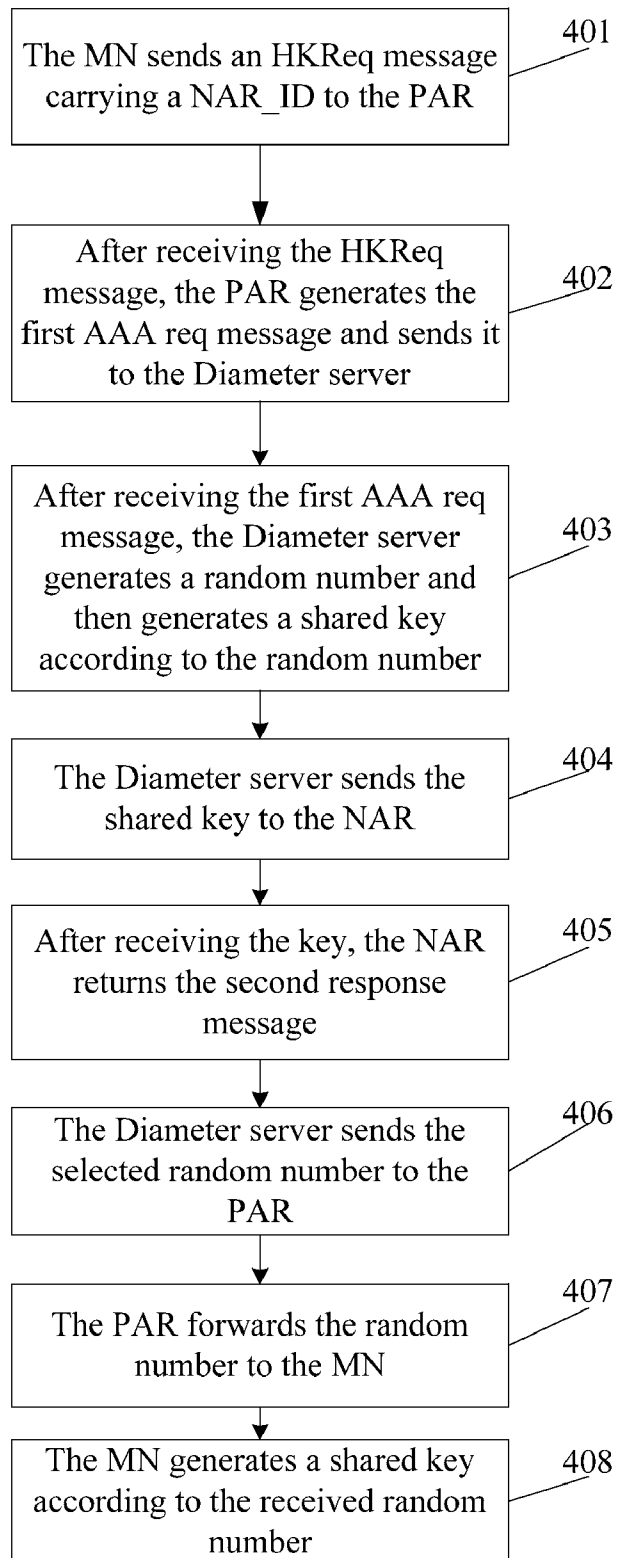 The MN sends an HKReq message
carrying a NAR_ID to the PAR
401
After receiving the HKReq
message, the PAR generates the
first AAA req message and sends it
to the Diameter server
402
After receiving the first AAA req
message, the Diameter server
generates a random number and
then generates a shared key
according to the random number
403
The Diameter server sends the
shared key to the NAR
404
After receiving the key, the NAR
returns the second response
message
405
The Diameter server sends the
selected random number to the
PAR
406
The PAR forwards the random
number to the MN
407
The MN generates a shared key
according to the received random
number
408